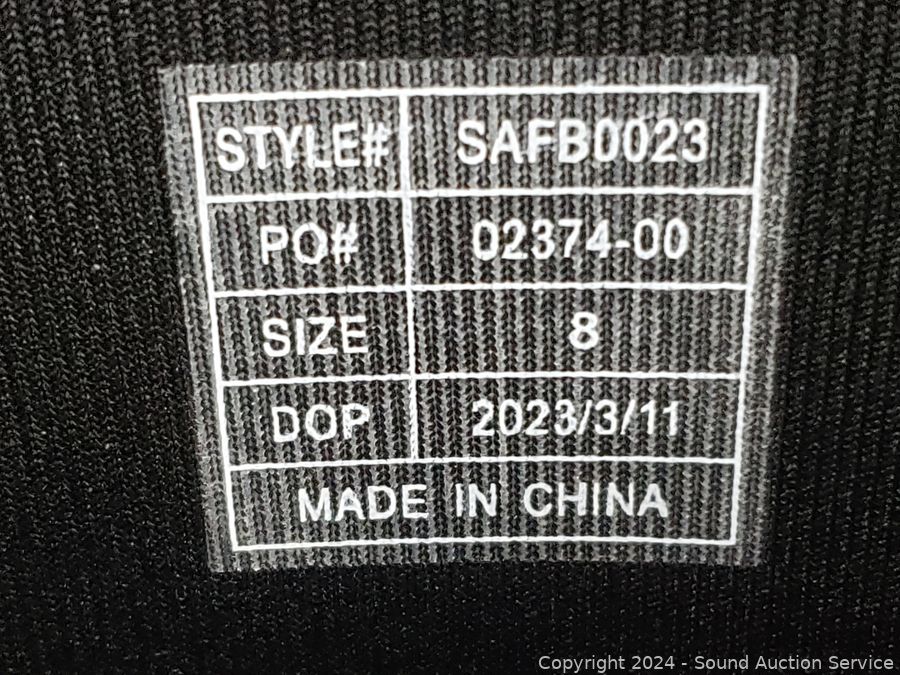 STYLE# SAFB0023
PO# 02374-00
SIZE 8
DOP 2023/3/11
MADE IN CHINA
Copyright 2024 - Sound Auction Service